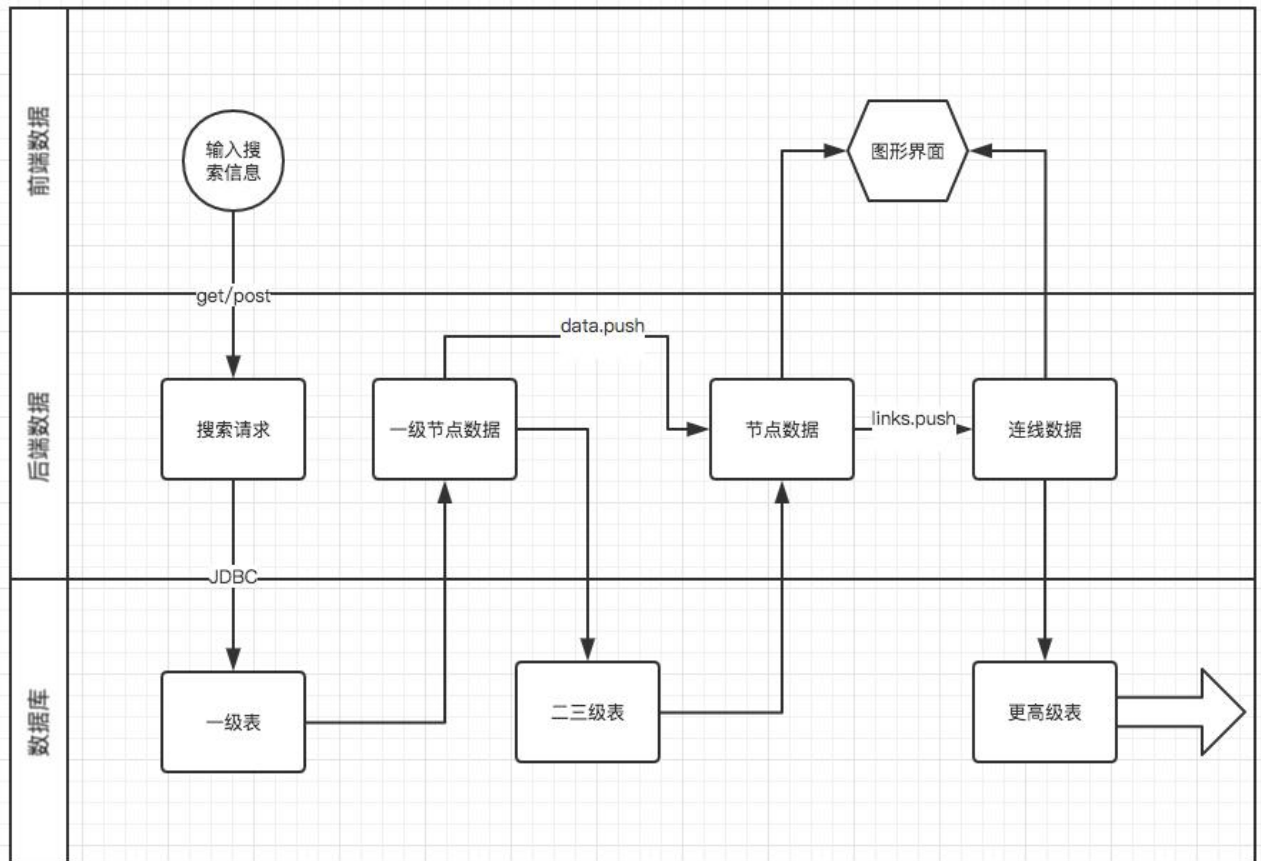 前端数据
输入搜
索信息
图形界面
get/post
后端数据
data.push
搜索请求
一级节点数据
节点数据
links.push
连线数据
JDBC
数据库
一级表
二三级表
更高级表